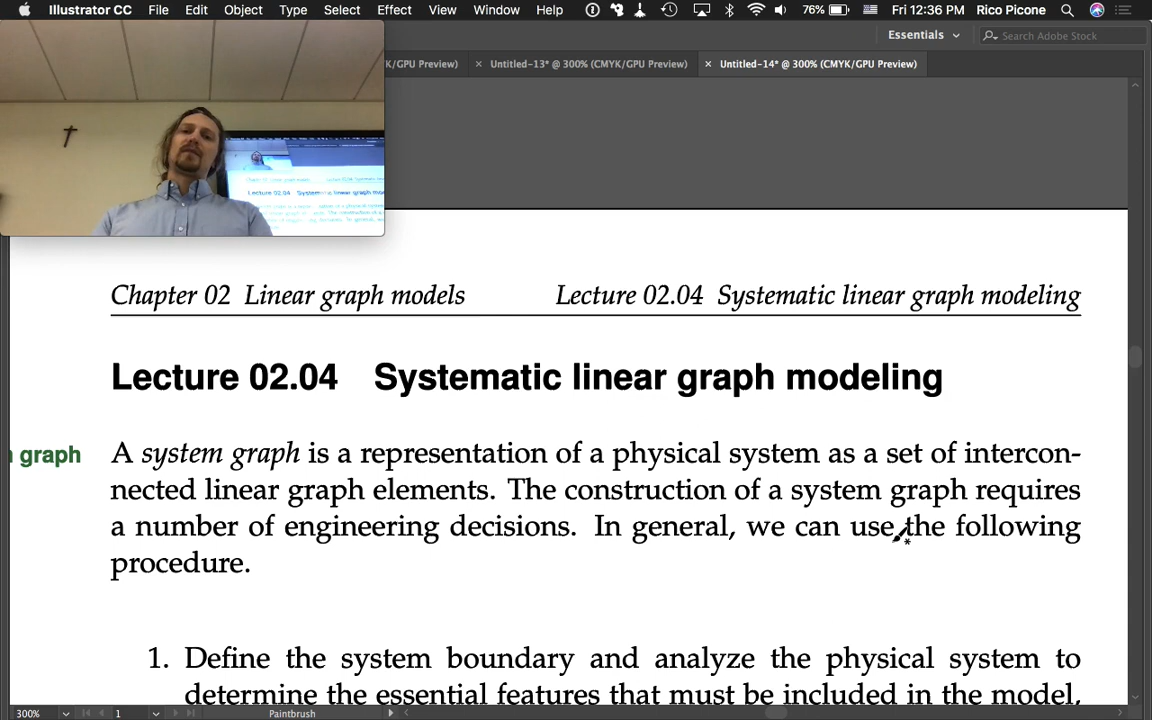 Illustrator CC File Edit Object Type Select Effect View Window Help 76% Fri 12:36 PM Rico Picone
Essentials Search Adobe Stock
K/GPU Preview) × Untitled-13* @ 300% (CMYK/GPU Preview) × Untitled-14* @ 300% (CMYK/GPU Preview)
Lecture 02.04
Chapter 02 Linear graph models Lecture 02.04 Systematic linear graph modeling
Lecture 02.04 Systematic linear graph modeling
graph A system graph is a representation of a physical system as a set of intercon-
nected linear graph elements. The construction of a system graph requires
a number of engineering decisions. In general, we can use the following
procedure.
1. Define the system boundary and analyze the physical system to
determine the essential features that must be included in the model,
300% 1 Paintbrush